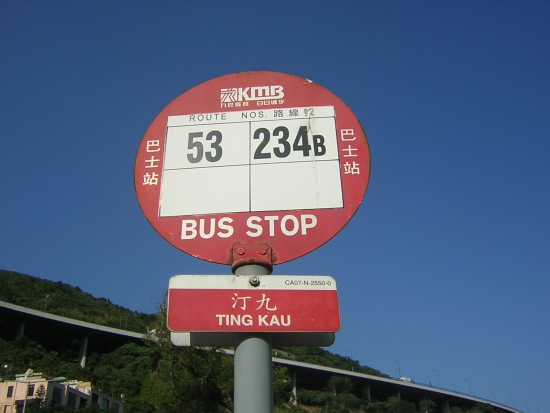 KMB
九巴服務 日日進步
ROUTE NOS. 路線號
53 234B
巴士站
巴士站
BUS STOP
CA07-N-2550-0
汀九
TING KAU